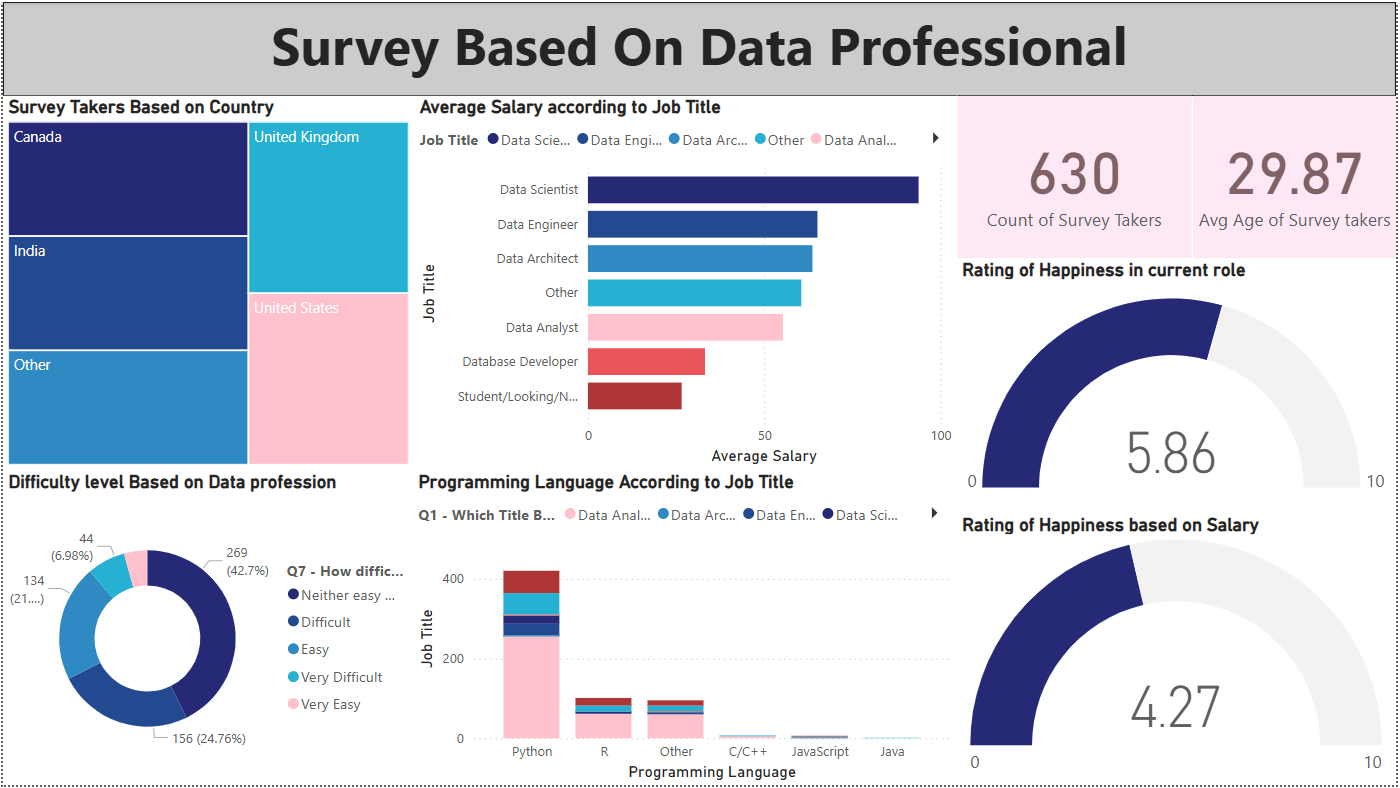 Survey Based On Data Professional
Survey Takers Based on Country
Canada
United Kingdom
India
United States
Other
Average Salary according to Job Title
Job Title Data Scie... Data Engi... Data Arc... Other Data Anal...
Job Title
Data Scientist
Data Engineer
Data Architect
Other
Data Analyst
Database Developer
Student/Looking/N...
0 50 100
Average Salary
630
Count of Survey Takers
29.87
Avg Age of Survey takers
Rating of Happiness in current role
5.86
0 10
Difficulty level Based on Data profession
44
(6.98%)
269
(42.7%)
134
(21....)
156 (24.76%)
Q7 - How diffic...
Neither easy ...
Difficult
Easy
Very Difficult
Very Easy
Programming Language According to Job Title
Q1 - Which Title B... Data Anal... Data Arc... Data En... Data Sci...
Job Title
400
200
0
Python R Other C/C++ JavaScript Java
Programming Language
Rating of Happiness based on Salary
4.27
0 10